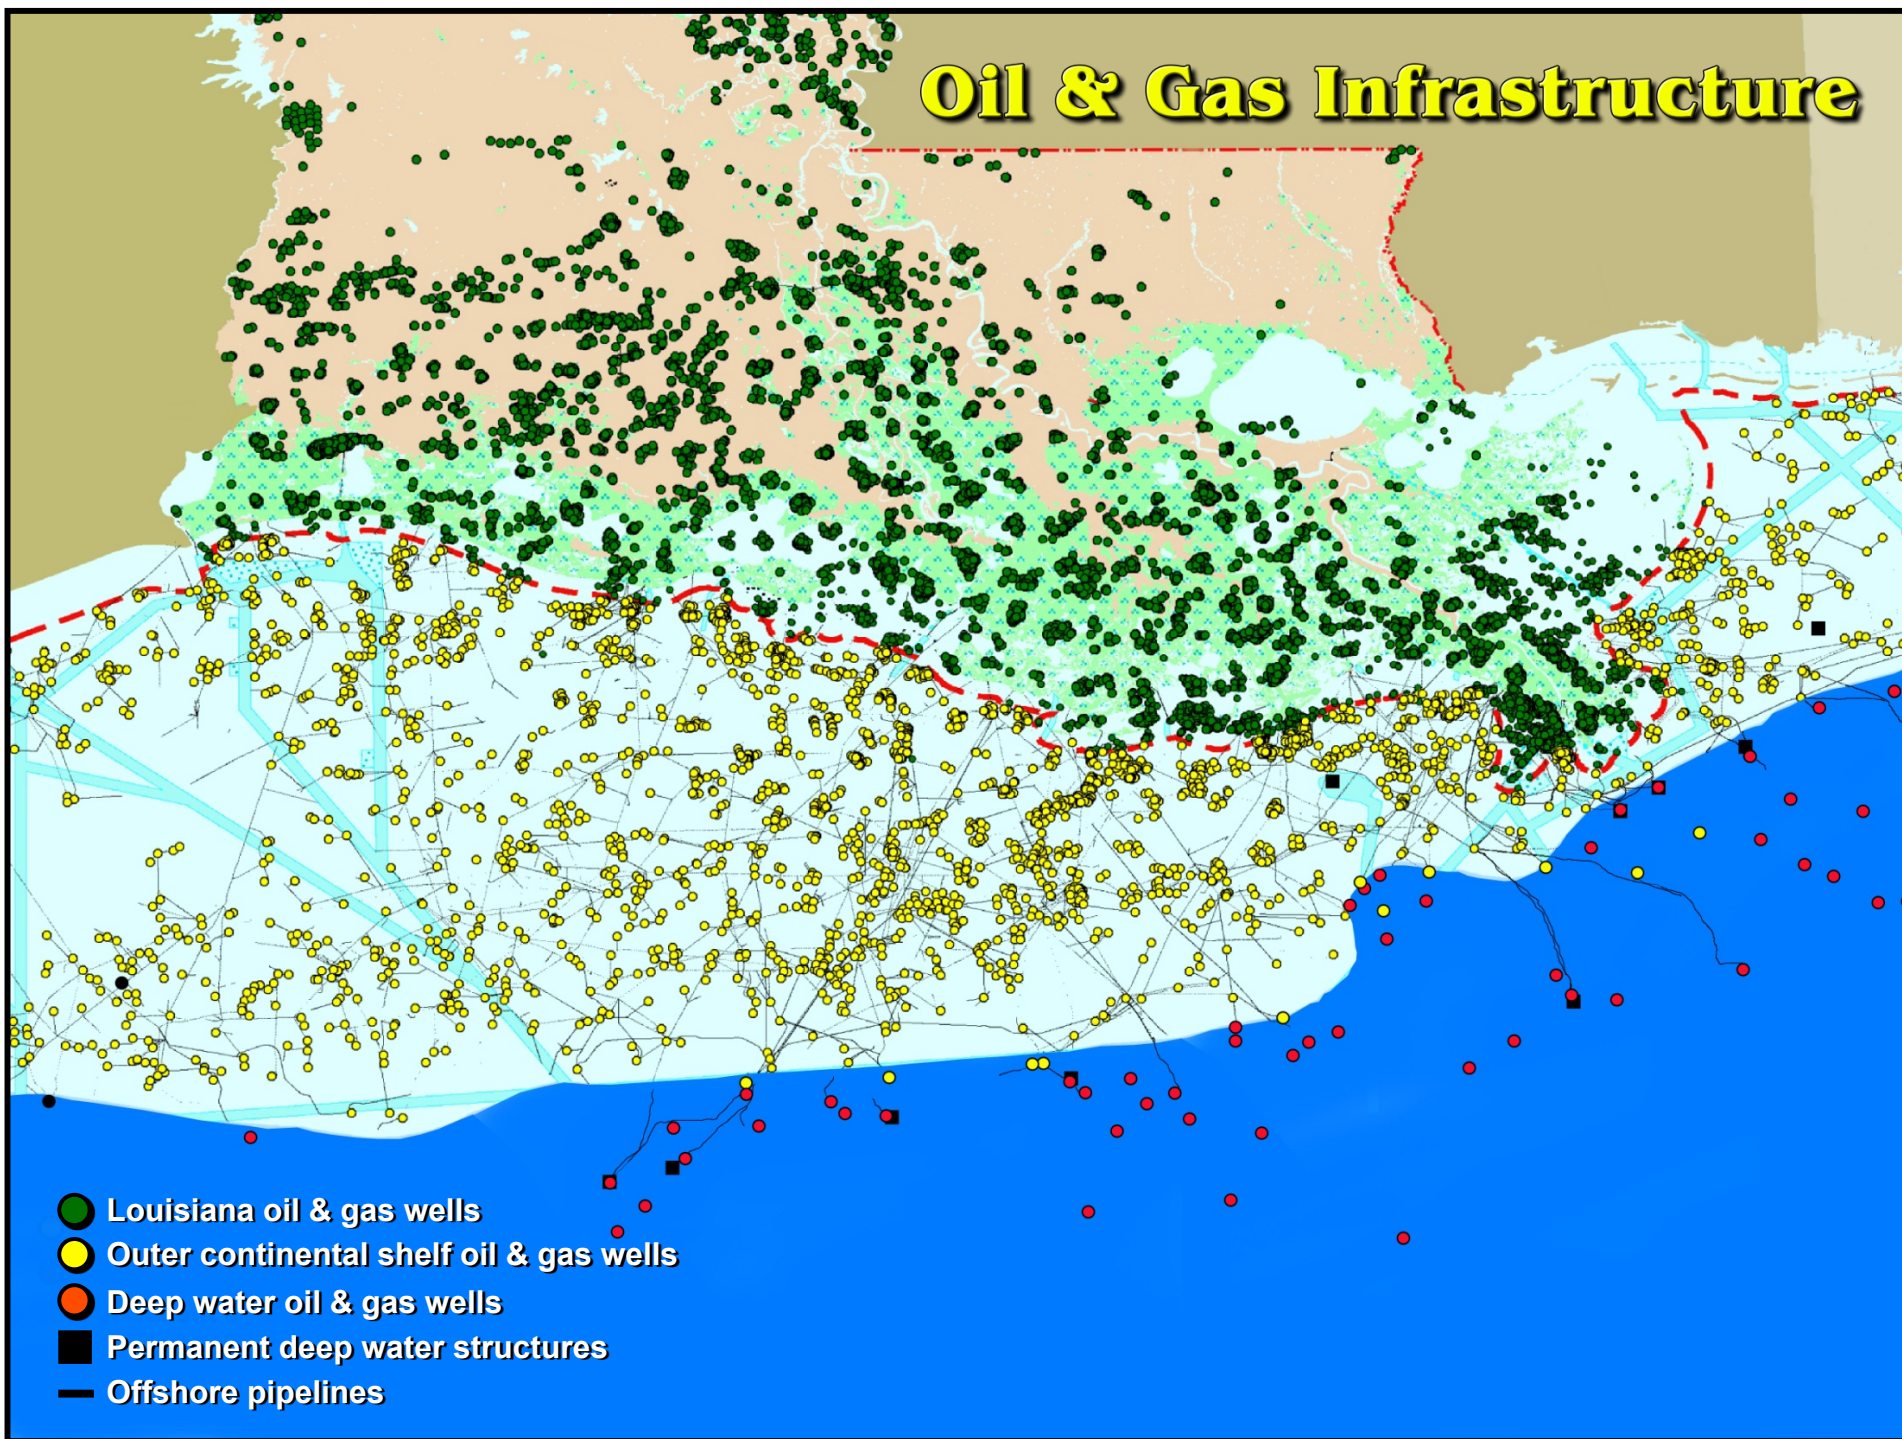 Oil & Gas Infrastructure
Louisiana oil & gas wells
Outer continental shelf oil & gas wells
Deep water oil & gas wells
Permanent deep water structures
Offshore pipelines